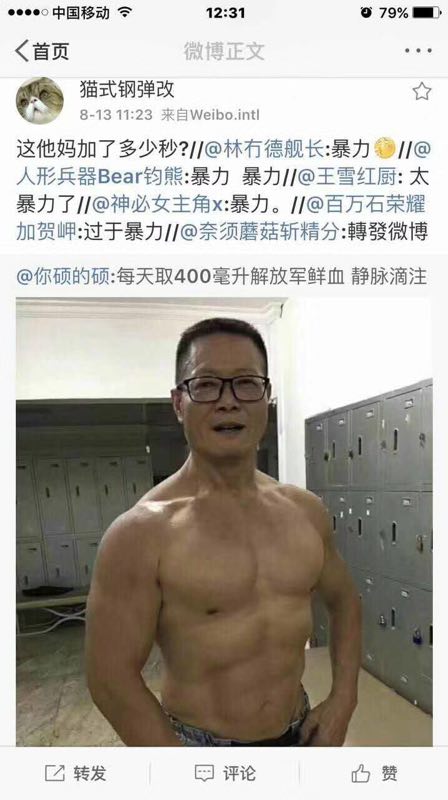 中国移动 12:31 79%
首页 微博正文
猫式钢弹改
8-13 11:23 来自Weibo.intl
这他妈加了多少秒?//@林冇德舰长:暴力//@
人形兵器Bear钧熊:暴力 暴力//@王雪红厨: 太
暴力了//@神必女主角x:暴力。//@百万石荣耀
加贺岬:过于暴力//@奈须蘑菇斩精分:轉發微博
@你硕的硕:每天取400毫升解放军鲜血 静脉滴注
转发 评论 赞